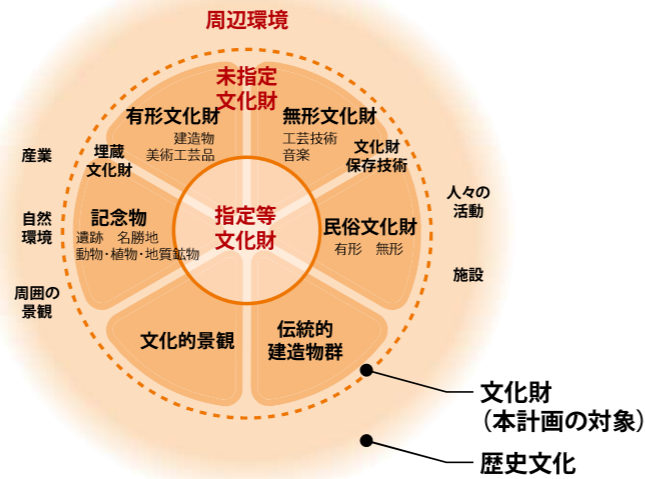 周辺環境
未指定
文化財
有形文化財
建造物
美術工芸品
無形文化財
工芸技術
音楽
埋蔵
文化財
文化財
保存技術
産業
自然
環境
周囲の
景観
記念物
遺跡　名勝地
動物・植物・地質鉱物
指定等
文化財
民俗文化財
有形　無形
人々の
活動
施設
文化的景観
伝統的
建造物群
文化財
（本計画の対象）
歴史文化